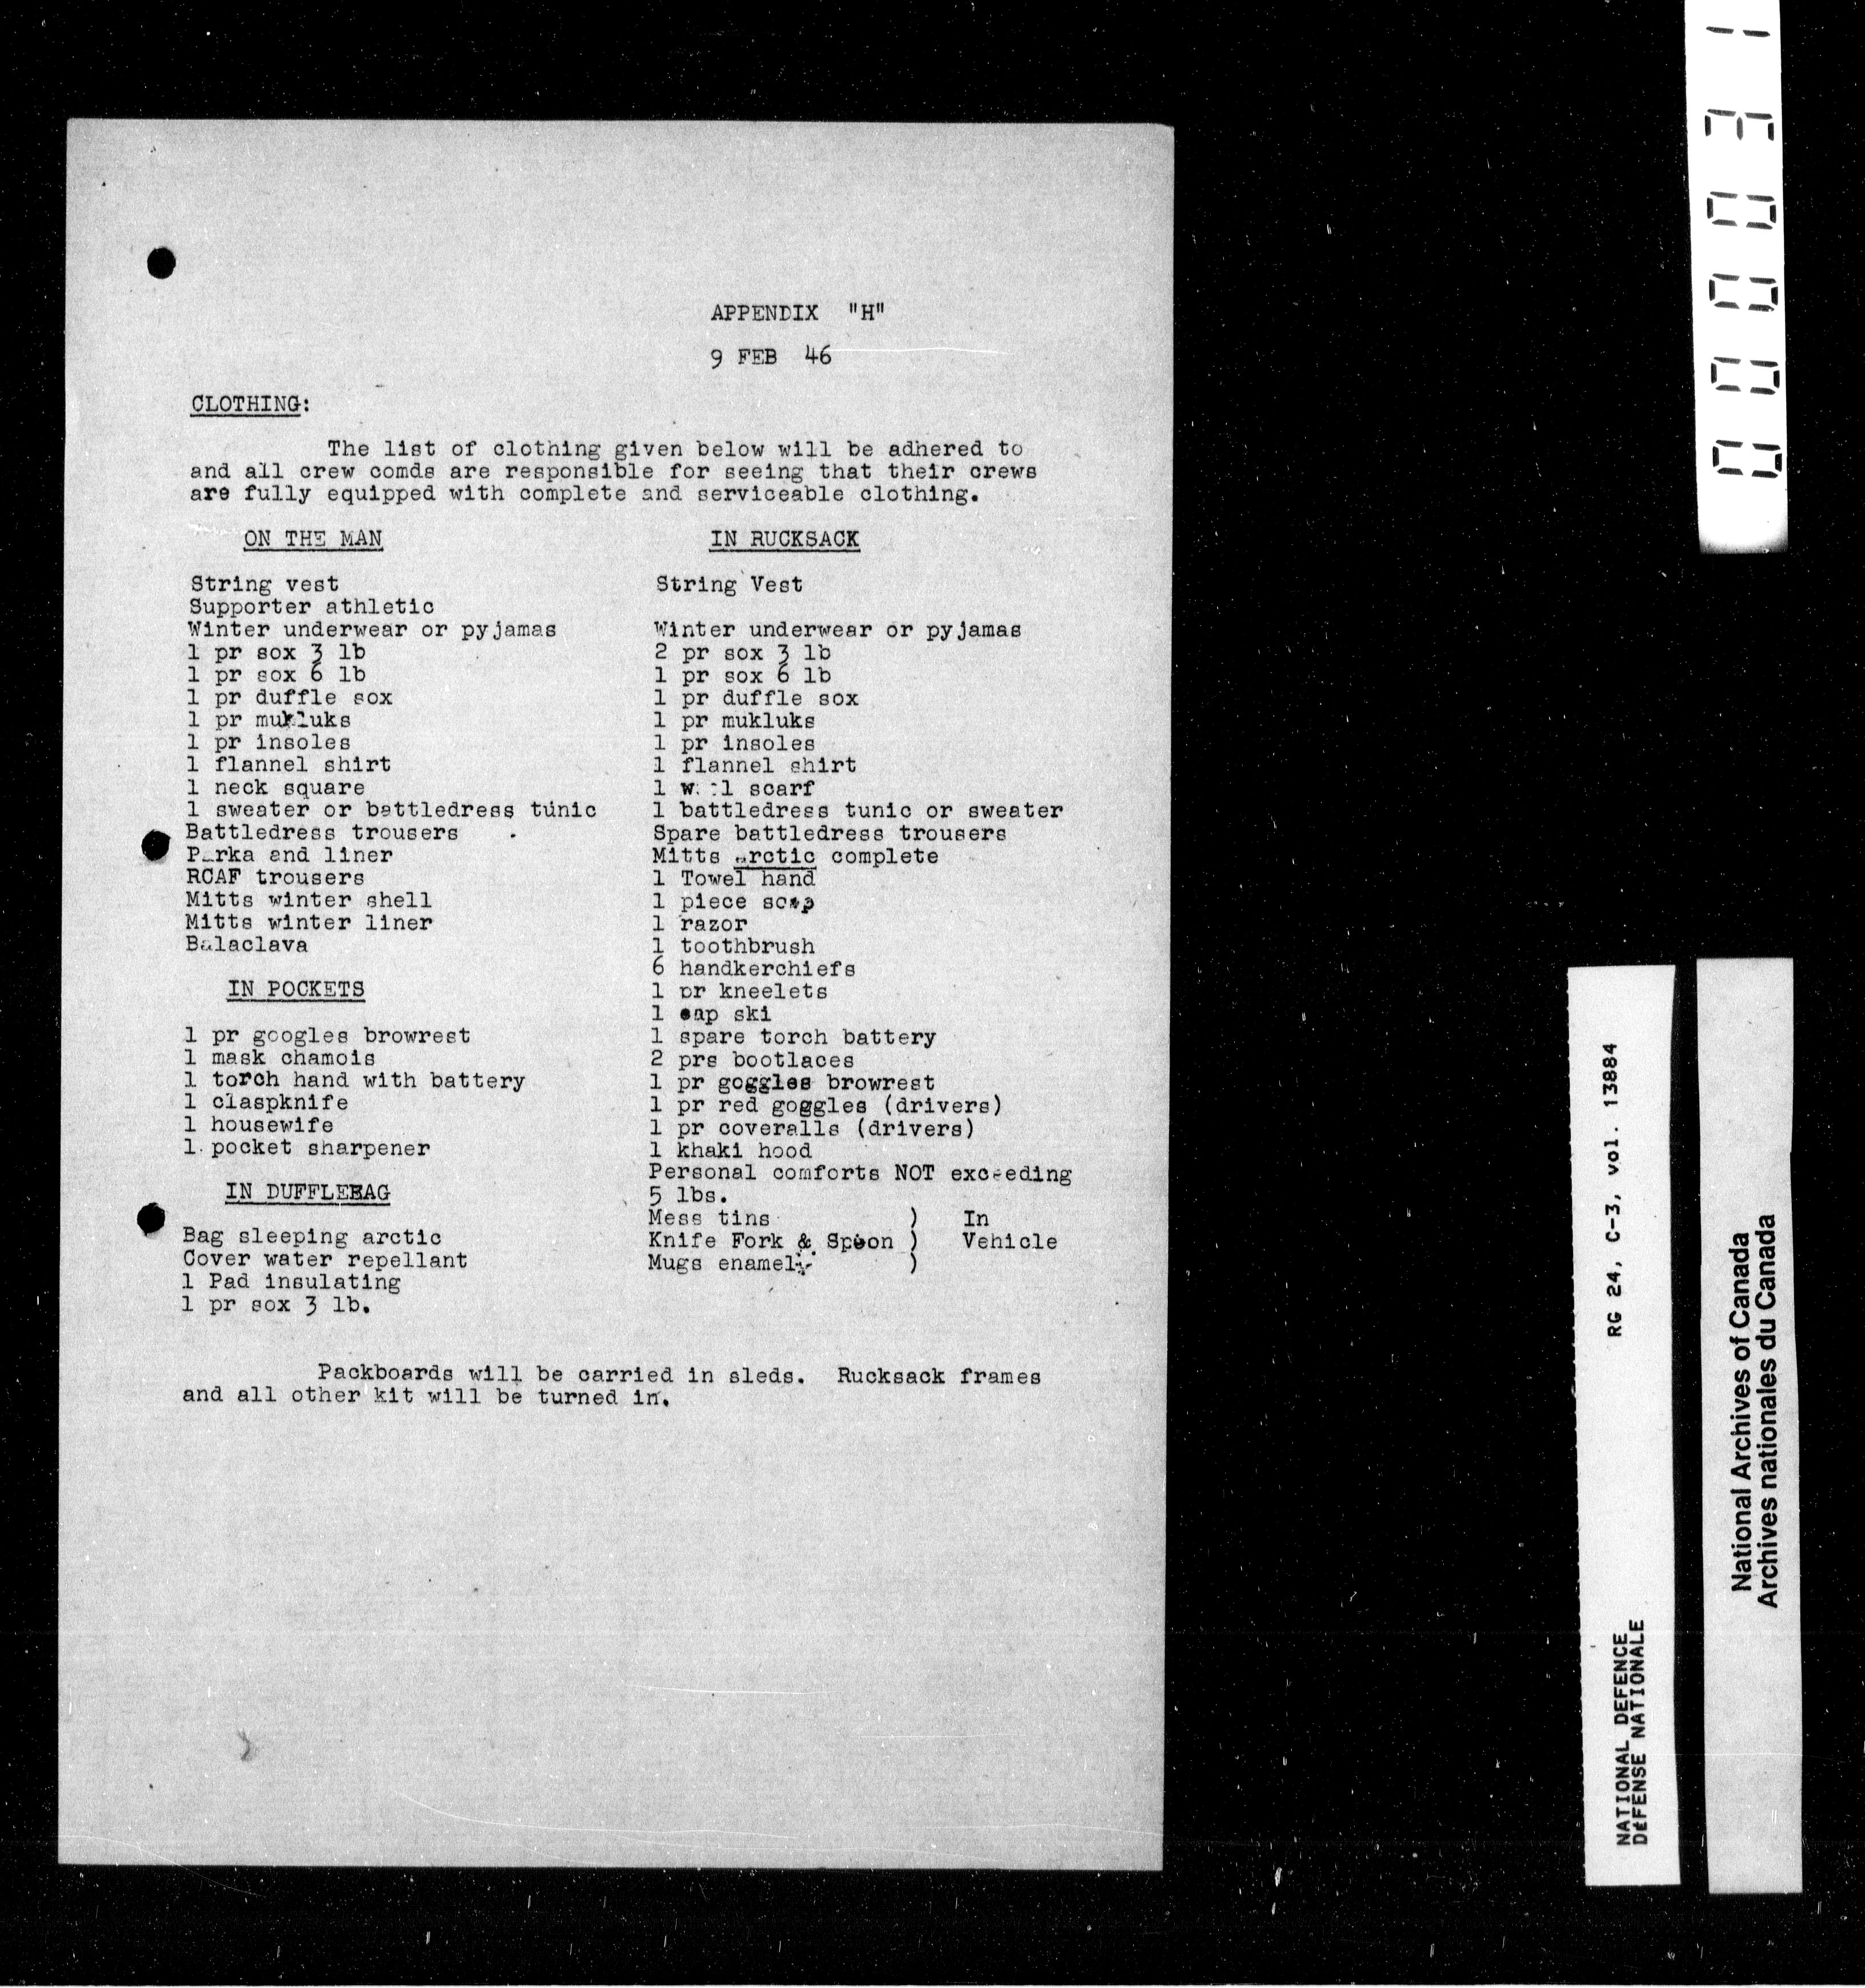 APPENDIX "H"
9 FEB 46
CLOTHING:
The list of clothing given below will be adhered to
and all crew comds are responsible for seeing that their crews
are fully equipped with complete and serviceable clothing.
ON THE MAN
String vest
Supporter athletic
Winter underwear or pyjamas
1 pr sox 3 lb
1 pr sox 6 lb
1 pr duffle sox
1 pr mukluks
1 pr insoles
1 flannel shirt
1 neck square
1 sweater or battledress tunic
Battledress trousers
Parka and liner
RCAF trousers
Mitts winter shell
Mitts winter liner
Balaclava
IN POCKETS
1 pr googles browrest
1 mask chamois
1 torch hand with battery
1 claspknife
1 housewife
1 pocket sharpener
IN DUFFLEBAG
Bag sleeping arctic
Cover water repellant
1 Pad insulating
1 pr sox 3 lb.
IN RUCKSACK
String Vest
Winter underwear or pyjamas
2 pr sox 3 lb
1 pr sox 6 lb
1 pr duffle sox
1 pr mukluks
1 pr insoles
1 flannel shirt
1 scarf
1 battledress tunic or sweater
Spare battledress trousers
Mitts arctic complete
1 Towel hand
1 piece soap
1 razor
1 toothbrush
6 handkerchiefs
1 pr kneelets
1 cap ski
1 spare torch battery
2 prs bootlaces
1 pr goggles browrest
1 pr red goggles (drivers)
1 pr coveralls (drivers)
1 khaki hood
Personal comforts NOT exceeding
5 lbs.
Mess tins ) In
Knife Fork & Spoon ) Vehicle
Mugs enamel )
Packboards will be carried in sleds. Rucksack frames
and all other kit will be turned in.
000031
RG 24, C-3, vol. 13884
NATIONAL DEFENCE
DÉFENSE NATIONALE
National Archives of Canada
Archives nationales du Canada